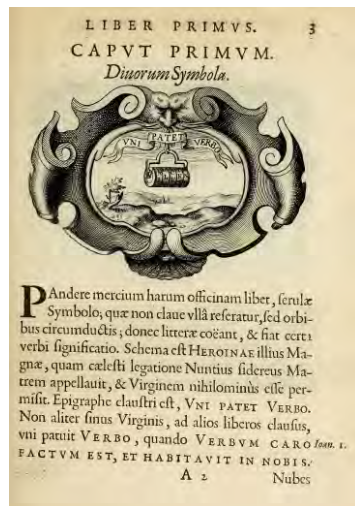 LIBER PRIMVS. 3
CAPVT PRIMVM.
Diuorum Symbola.
VNI PATET VERBO
PAndere mercium harum officinam libet, serulæ
Symbolo; quæ non claue vllâ reseratur, sed orbi-
bus circumductis; donec litteræ coëant, & fiat certi
verbi significatio. Schema est HEROINAE illius Ma-
gnæ, quam cælesti legatione Nuntius sidereus Ma-
trem appellauit, & Virginem nihilominùs esse per-
misit. Epigraphe claustri est, VNI PATET VERBO.
Non aliter sinus Virginis, ad alios liberos clausus,
vni patuit VERBO, quando VERBVM CARO Ioan. 1.
FACTVM EST, ET HABITAVIT IN NOBIS.
A 2 Nubes